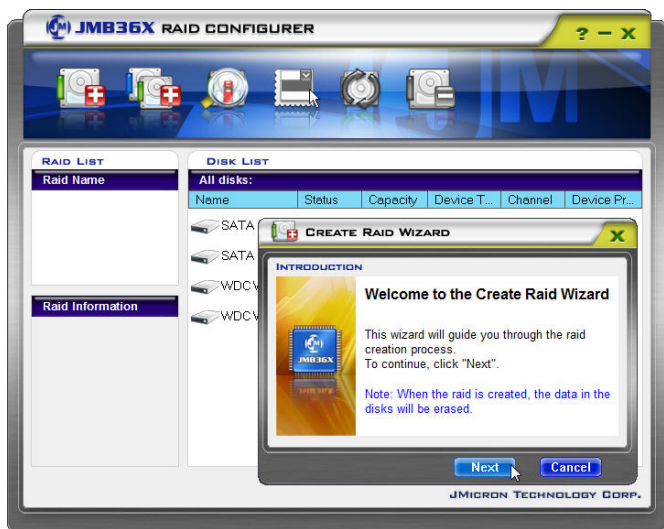 JMB36X RAID CONFIGURER
? − X
RAID LIST
Raid Name
Raid Information
DISK LIST
All disks:
Name Status Capacity Device T... Channel Device Pr...
SATA
SATA
WDC
WDC
CREATE RAID WIZARD
X
INTRODUCTION
JMB36X
Welcome to the Create Raid Wizard
This wizard will guide you through the raid
creation process.
To continue, click "Next".
Note: When the raid is created, the data in the
disks will be erased.
Next Cancel
JMICRON TECHNOLOGY CORP.